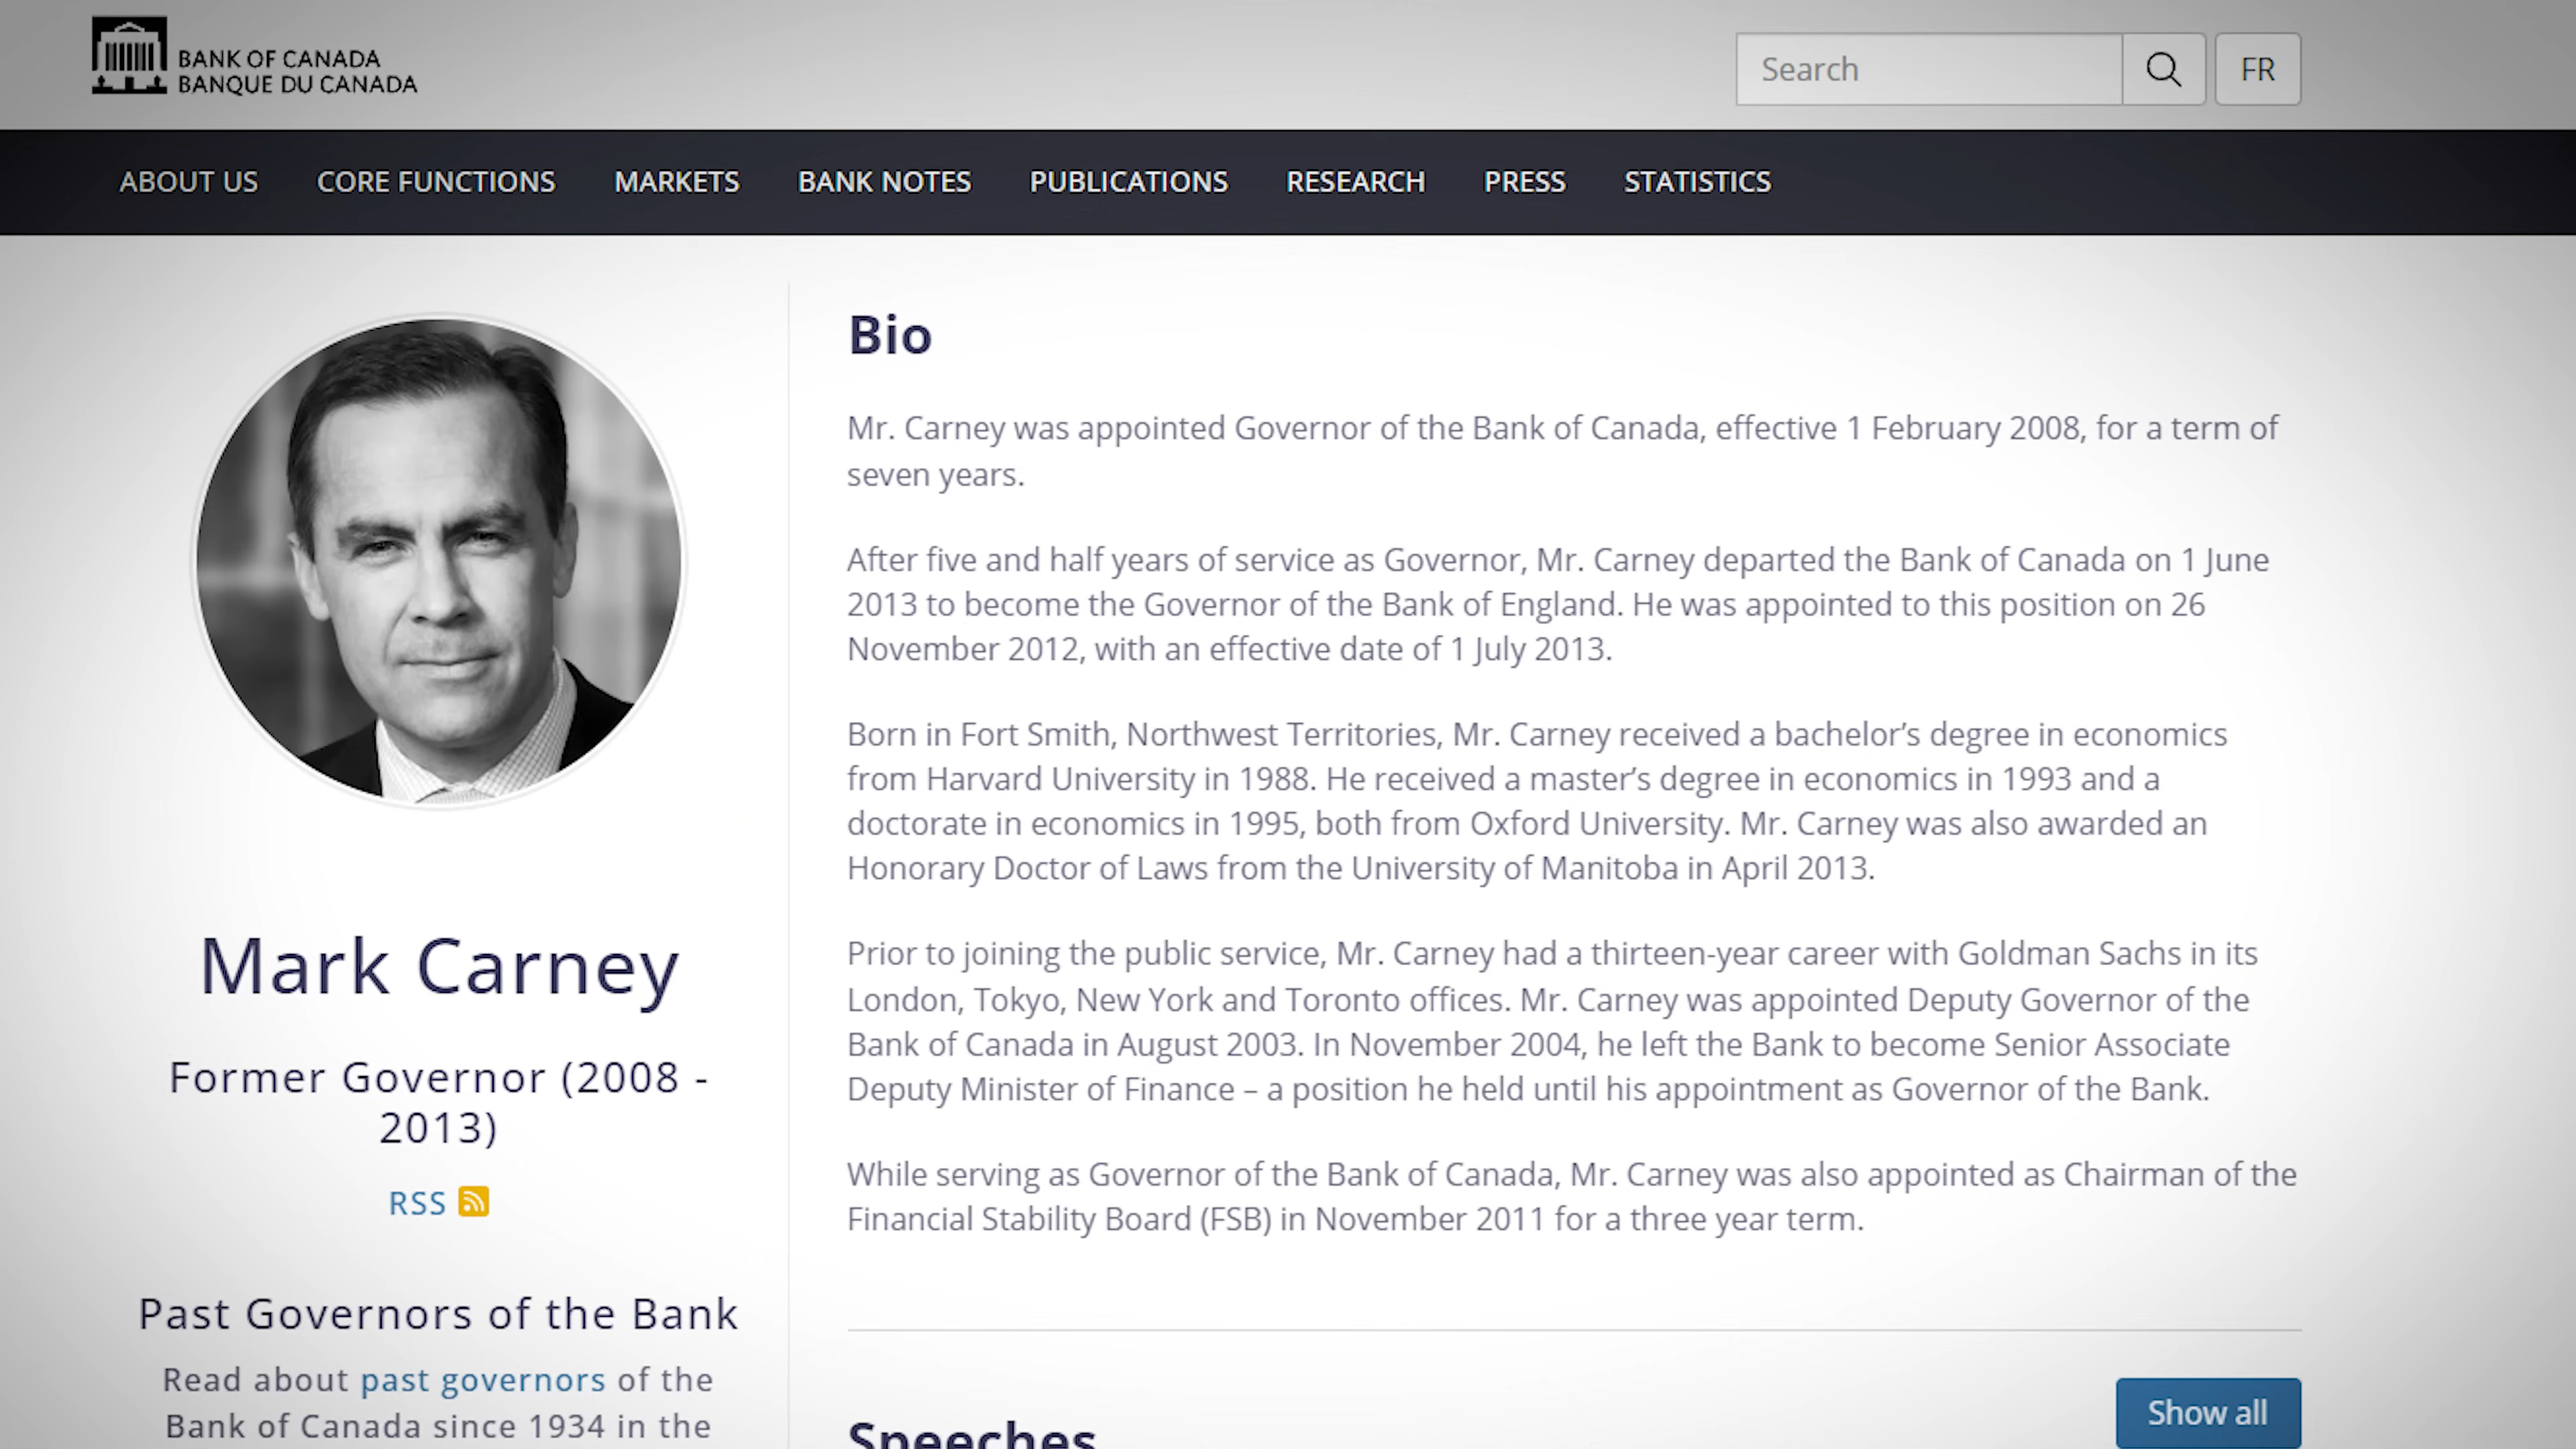 BANK OF CANADA
BANQUE DU CANADA
Search
FR
ABOUT US CORE FUNCTIONS MARKETS BANK NOTES PUBLICATIONS RESEARCH PRESS STATISTICS
Mark Carney
Former Governor (2008 -
2013)
RSS
Past Governors of the Bank
Read about past governors of the
Bank of Canada since 1934 in the
Bio
Mr. Carney was appointed Governor of the Bank of Canada, effective 1 February 2008, for a term of
seven years.
After five and half years of service as Governor, Mr. Carney departed the Bank of Canada on 1 June
2013 to become the Governor of the Bank of England. He was appointed to this position on 26
November 2012, with an effective date of 1 July 2013.
Born in Fort Smith, Northwest Territories, Mr. Carney received a bachelor’s degree in economics
from Harvard University in 1988. He received a master’s degree in economics in 1993 and a
doctorate in economics in 1995, both from Oxford University. Mr. Carney was also awarded an
Honorary Doctor of Laws from the University of Manitoba in April 2013.
Prior to joining the public service, Mr. Carney had a thirteen-year career with Goldman Sachs in its
London, Tokyo, New York and Toronto offices. Mr. Carney was appointed Deputy Governor of the
Bank of Canada in August 2003. In November 2004, he left the Bank to become Senior Associate
Deputy Minister of Finance – a position he held until his appointment as Governor of the Bank.
While serving as Governor of the Bank of Canada, Mr. Carney was also appointed as Chairman of the
Financial Stability Board (FSB) in November 2011 for a three year term.
Speeches
Show all